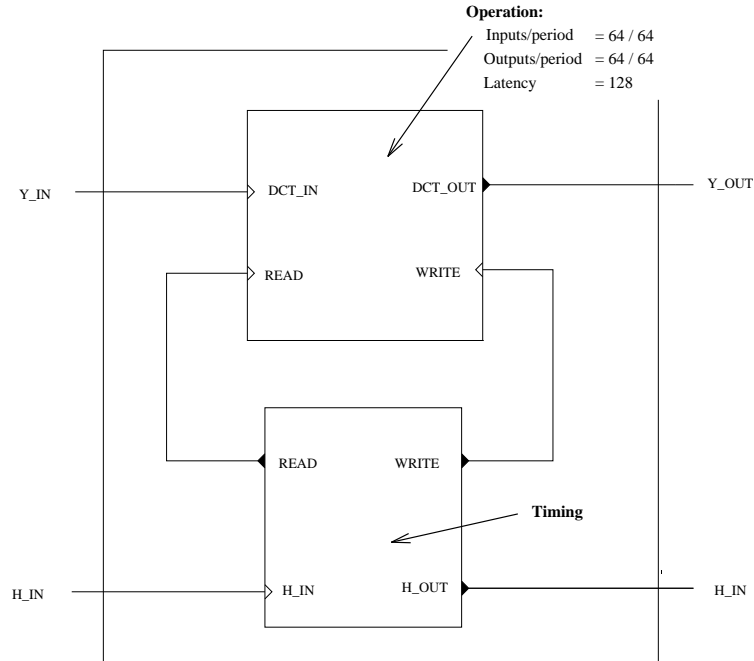 Operation:
Inputs/period = 64 / 64
Outputs/period = 64 / 64
Latency = 128
Y_IN
DCT_IN
DCT_OUT
Y_OUT
READ
WRITE
READ
WRITE
Timing
H_IN
H_IN
H_OUT
H_IN